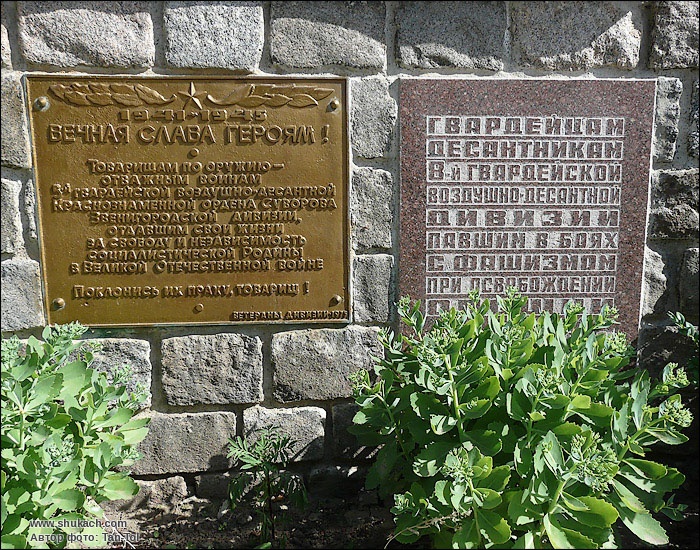 1941-1945
ВЕЧНАЯ СЛАВА ГЕРОЯМ!
Товарищам по оружию-
отважным воинам
гвардейской воздушно-десантной
Краснознаменной ордена Суворова
Звенигородской дивизии,
отдавшим свои жизни
за свободу и независимость
социалистической Родины
в Великой Отечественной войне
Поклонись их праху, товарищ!
ВЕТЕРАНЫ ДИВИЗИИ
ГВАРДЕЙЦАМ
ДЕСАНТНИКАМ
8-й ГВАРДЕЙСКОЙ
ВОЗДУШНО-ДЕСАНТНОЙ
ДИВИЗИИ
ПАВШИМ В БОЯХ
С ФАШИЗМОМ
ПРИ ОСВОБОЖДЕНИИ
www.shukach.com
Автор фото: Tau-Tol